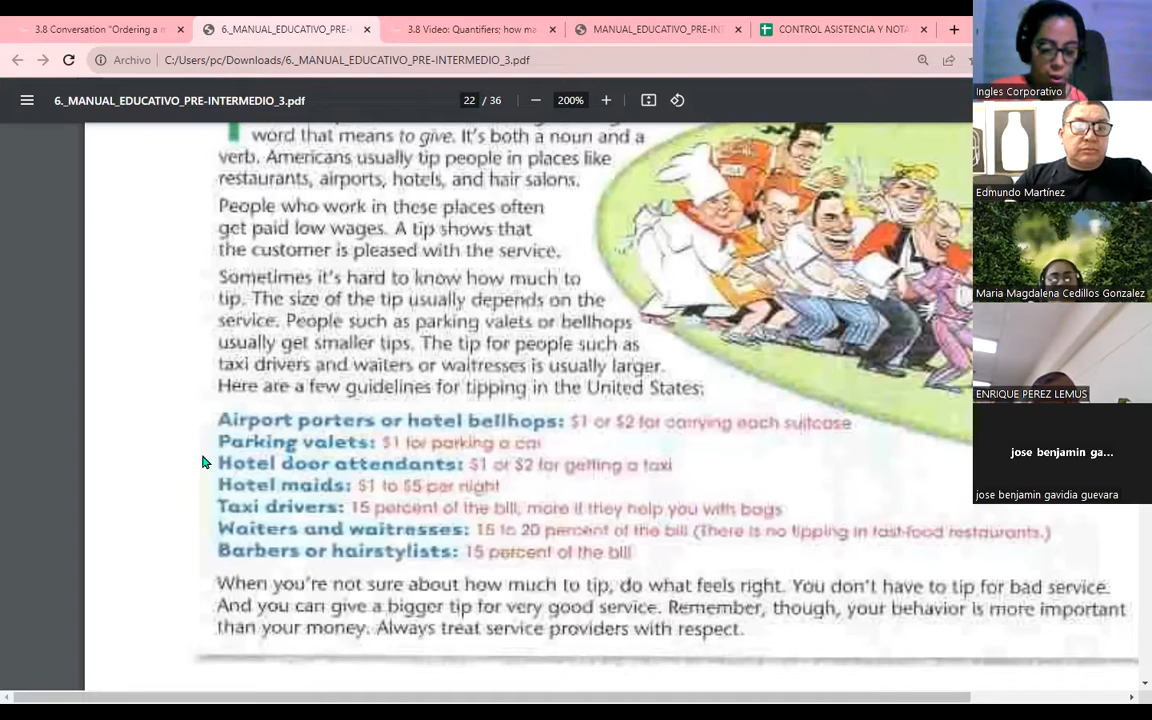 3.8 Conversation "Ordering a m
6._MANUAL_EDUCATIVO_PRE-I
3.8 Video: Quantifiers; how ma
MANUAL_EDUCATIVO_PRE-INT
CONTROL ASISTENCIA Y NOTA
Archivo
C:/Users/pc/Downloads/6._MANUAL_EDUCATIVO_PRE-INTERMEDIO_3.pdf
6._MANUAL_EDUCATIVO_PRE-INTERMEDIO_3.pdf
22 / 36
200%
word that means to give. It's both a noun and a
verb. Americans usually tip people in places like
restaurants, airports, hotels, and hair salons.
People who work in these places often
get paid low wages. A tip shows that
the customer is pleased with the service.
Sometimes it's hard to know how much to
tip. The size of the tip usually depends on the
service. People such as parking valets or bellhops
usually get smaller tips. The tip for people such as
taxi drivers and waiters or waitresses is usually larger.
Here are a few guidelines for tipping in the United States:
Airport porters or hotel bellhops: $1 or $2 for carrying each suitcase
Parking valets: $1 for parking a car
Hotel door attendants: $1 or $2 for getting a taxi
Hotel maids: $1 to $5 per night
Taxi drivers: 15 percent of the bill, more if they help you with bags
Waiters and waitresses: 15 to 20 percent of the bill (There is no tipping in fast-food restaurants.)
Barbers or hairstylists: 15 percent of the bill
When you're not sure about how much to tip, do what feels right. You don't have to tip for bad service.
And you can give a bigger tip for very good service. Remember, though, your behavior is more important
than your money. Always treat service providers with respect.
Ingles Corporativo
Edmundo Martínez
Maria Magdalena Cedillos Gonzalez
ENRIQUE PEREZ LEMUS
jose benjamin ga...
jose benjamin gavidia guevara